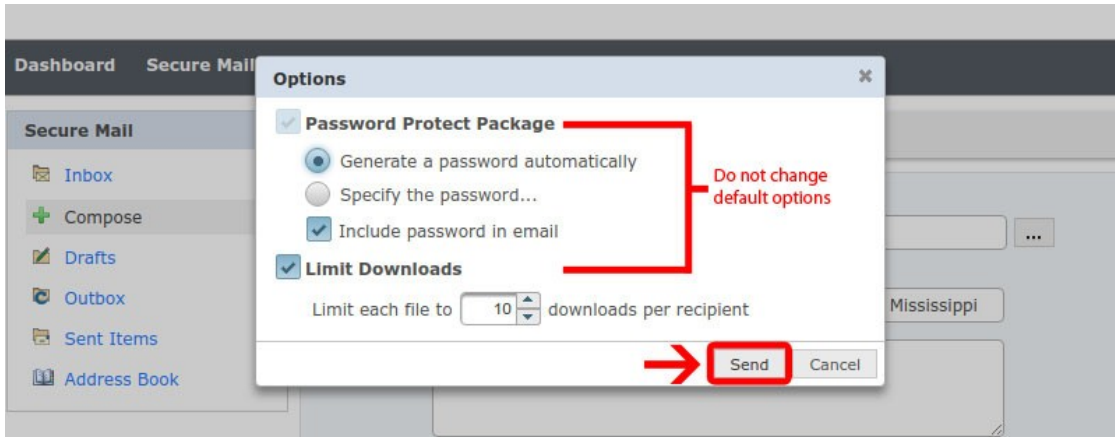 Dashboard Secure Mail
Options
Secure Mail
Password Protect Package
Inbox
Generate a password automatically
Do not change
default options
Specify the password...
Compose
Include password in email
...
Drafts
Limit Downloads
Outbox
Limit each file to 10 downloads per recipient
Mississippi
Sent Items
Send Cancel
Address Book